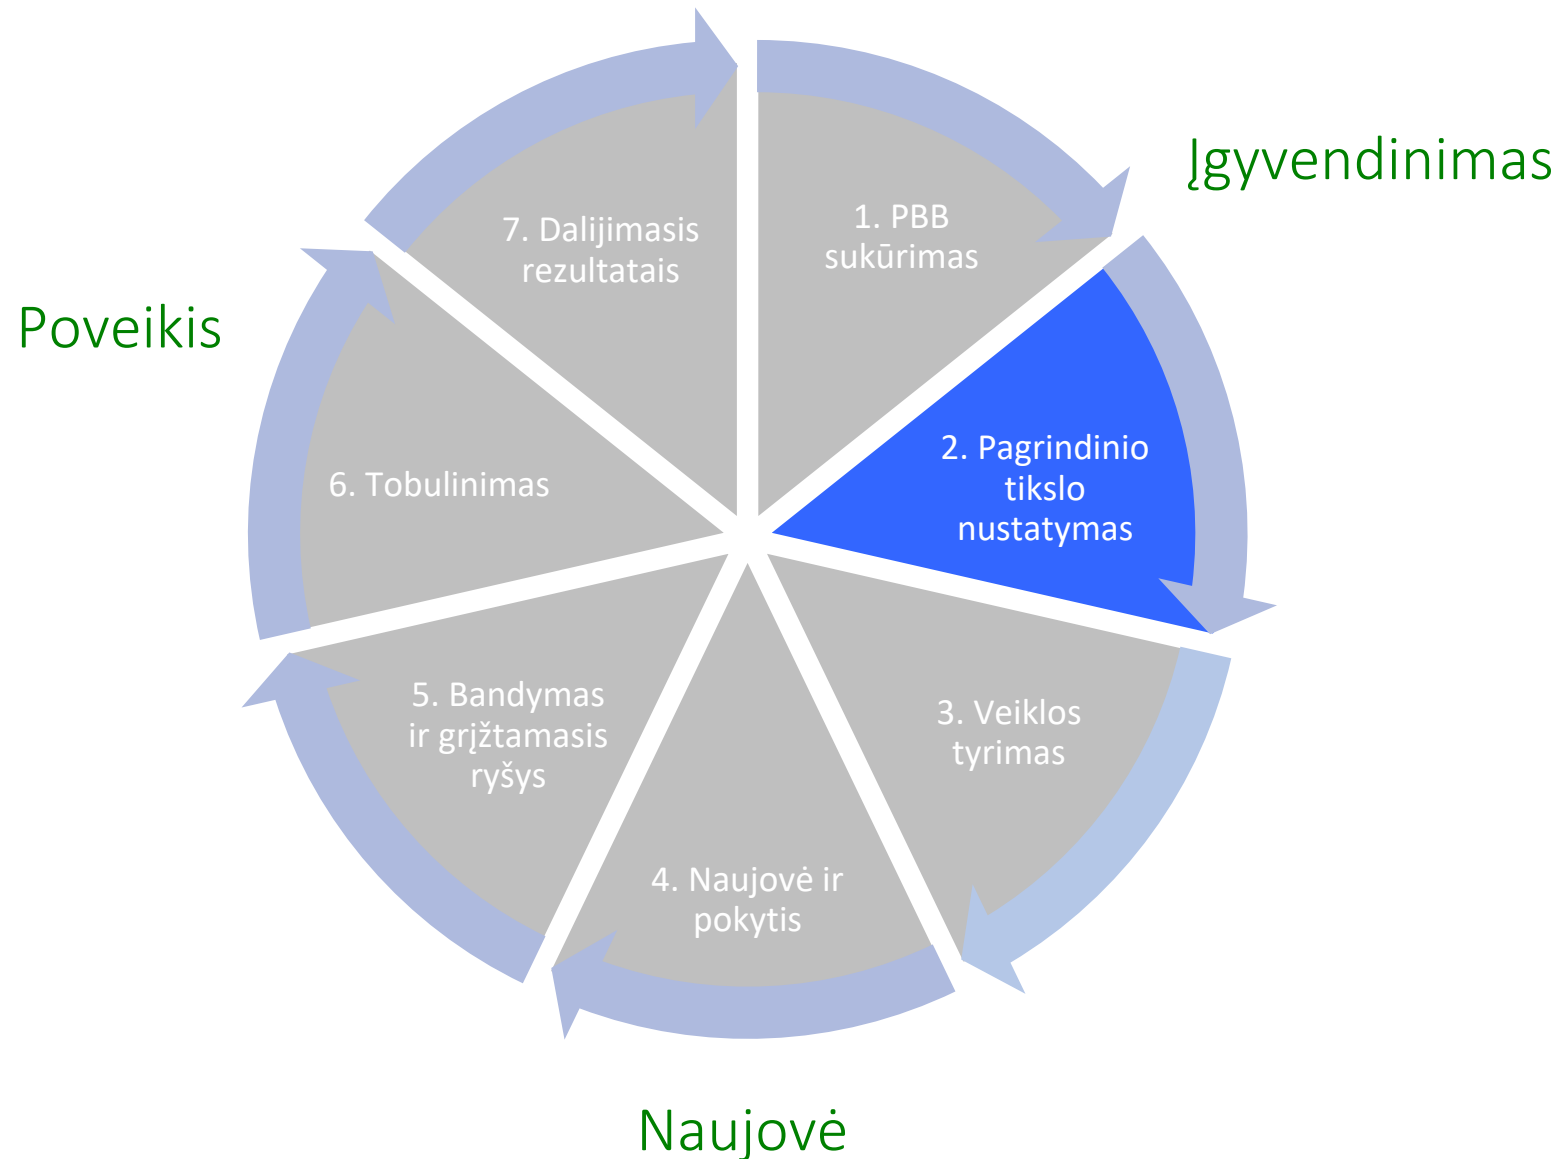 Įgyvendinimas
1. PBB
sukūrimas
2. Pagrindinio
tikslo
nustatymas
3. Veiklos
tyrimas
4. Naujovė ir
pokytis
Naujovė
5. Bandymas
ir grįžtamasis
ryšys
6. Tobulinimas
Poveikis
7. Dalijimasis
rezultatais